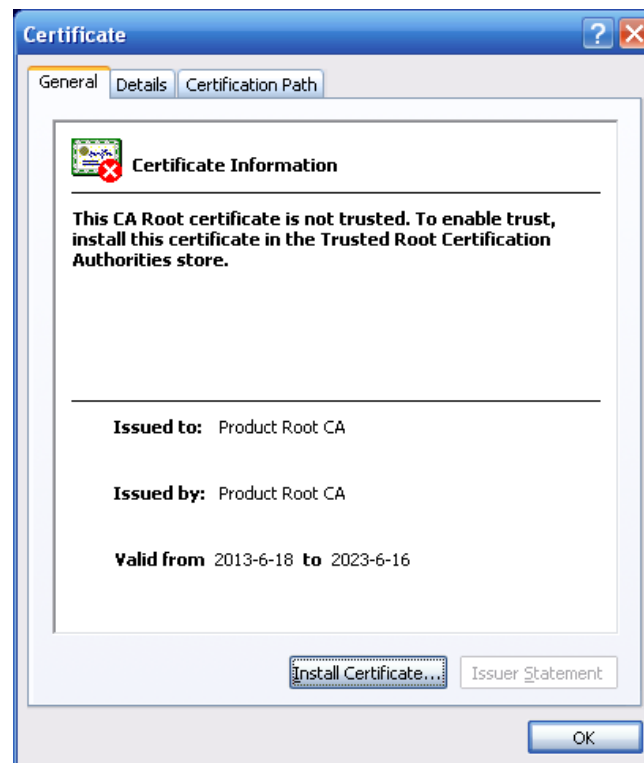 Certificate
General Details Certification Path
Certificate Information
This CA Root certificate is not trusted. To enable trust,
install this certificate in the Trusted Root Certification
Authorities store.
Issued to: Product Root CA
Issued by: Product Root CA
Valid from 2013-6-18 to 2023-6-16
Install Certificate... Issuer Statement
OK